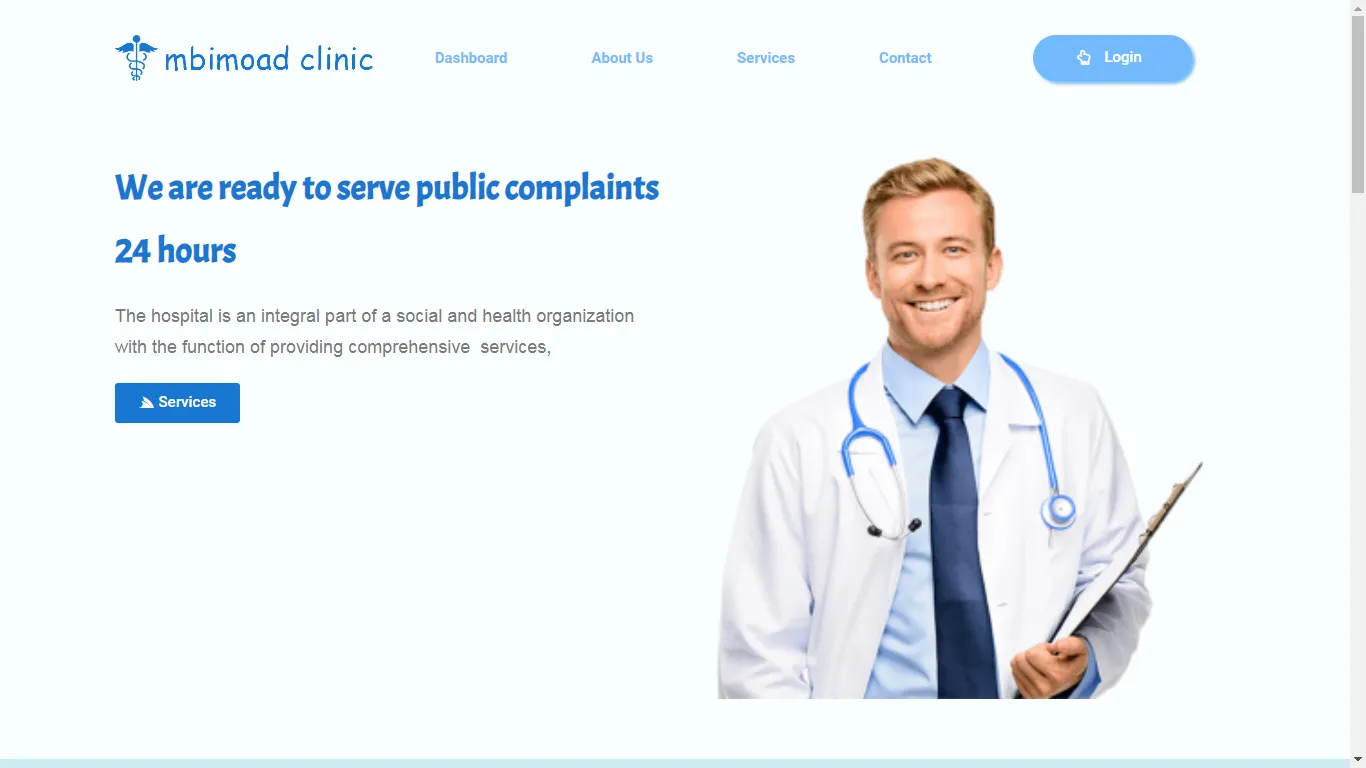 mbimoad clinic
Dashboard
About Us
Services
Contact
Login
We are ready to serve public complaints
24 hours
The hospital is an integral part of a social and health organization
with the function of providing comprehensive  services,
Services